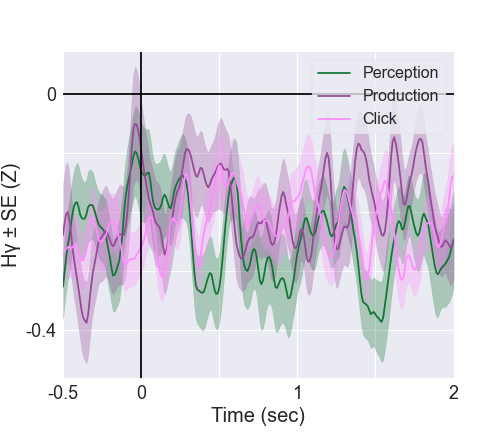 Perception
Production
Click
0
-0.4
Hγ ± SE (Z)
-0.5
0
1
2
Time (sec)